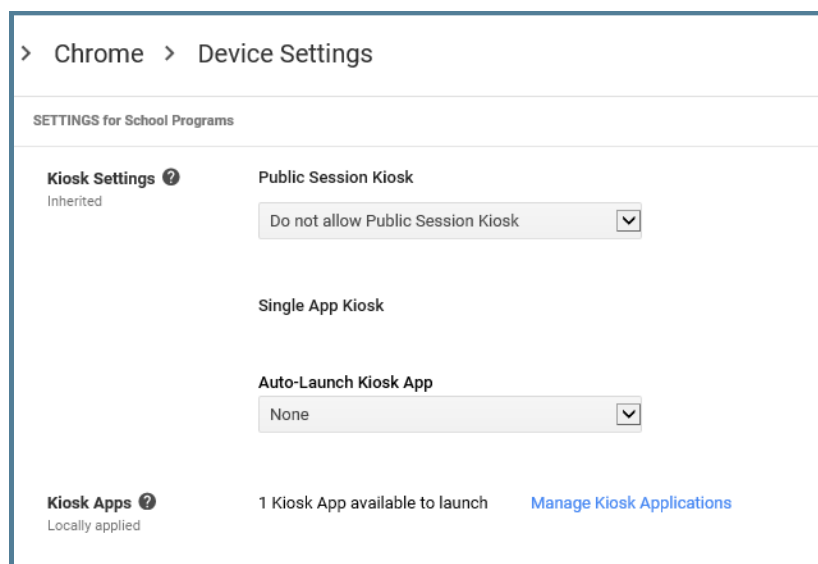 > Chrome > Device Settings
SETTINGS for School Programs
Kiosk Settings ?
Inherited
Public Session Kiosk
Do not allow Public Session Kiosk
Single App Kiosk
Auto-Launch Kiosk App
None
Kiosk Apps ?
Locally applied
1 Kiosk App available to launch
Manage Kiosk Applications